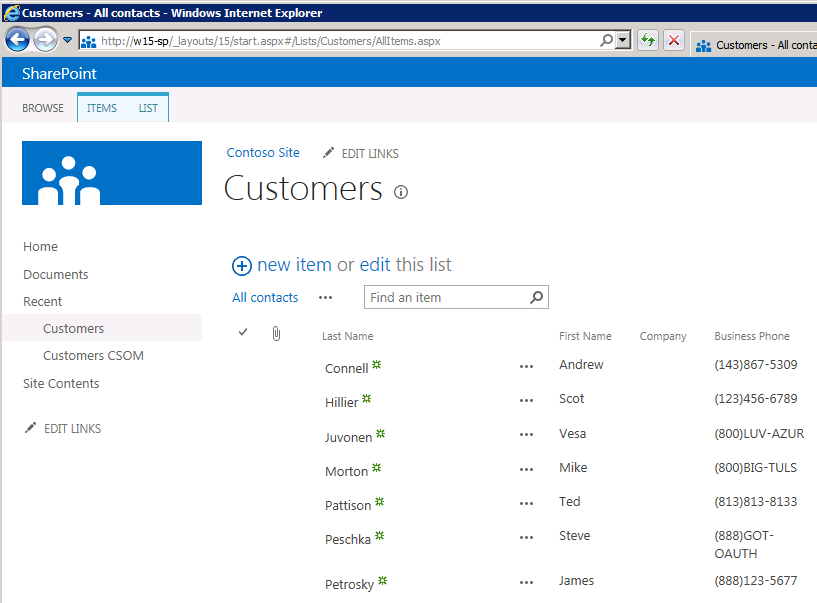 Customers - All contacts - Windows Internet Explorer
http://w15-sp/_layouts/15/start.aspx#/Lists/Customers/AllItems.aspx
Customers - All conta
SharePoint
BROWSE ITEMS LIST
Contoso Site EDIT LINKS
Customers
Home
Documents
Recent
Customers
Customers CSOM
Site Contents
EDIT LINKS
new item or edit this list
All contacts ••• Find an item
Last Name First Name Company Business Phone
Connell ••• Andrew (143)867-5309
Hillier ••• Scot (123)456-6789
Juvonen ••• Vesa (800)LUV-AZUR
Morton ••• Mike (800)BIG-TULS
Pattison ••• Ted (813)813-8133
Peschka ••• Steve (888)GOT-
OAUTH
Petrosky ••• James (888)123-5677